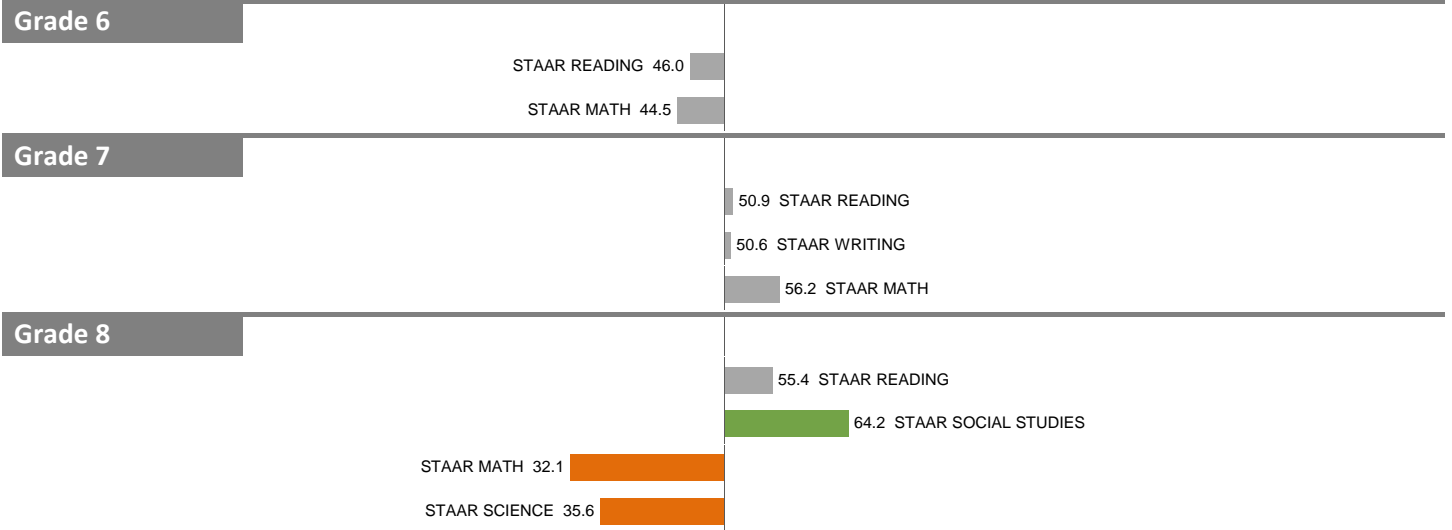 Grade 6
STAAR READING 46.0
STAAR MATH 44.5
Grade 7
50.9 STAAR READING
50.6 STAAR WRITING
56.2 STAAR MATH
Grade 8
55.4 STAAR READING
64.2 STAAR SOCIAL STUDIES
STAAR MATH 32.1
STAAR SCIENCE 35.6